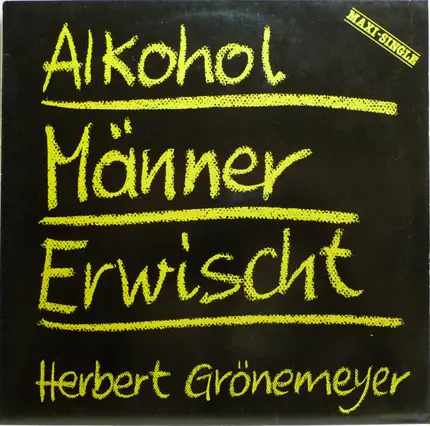 MAXI-SINGLE
Alkohol
Männer
Erwischt
Herbert Grönemeyer